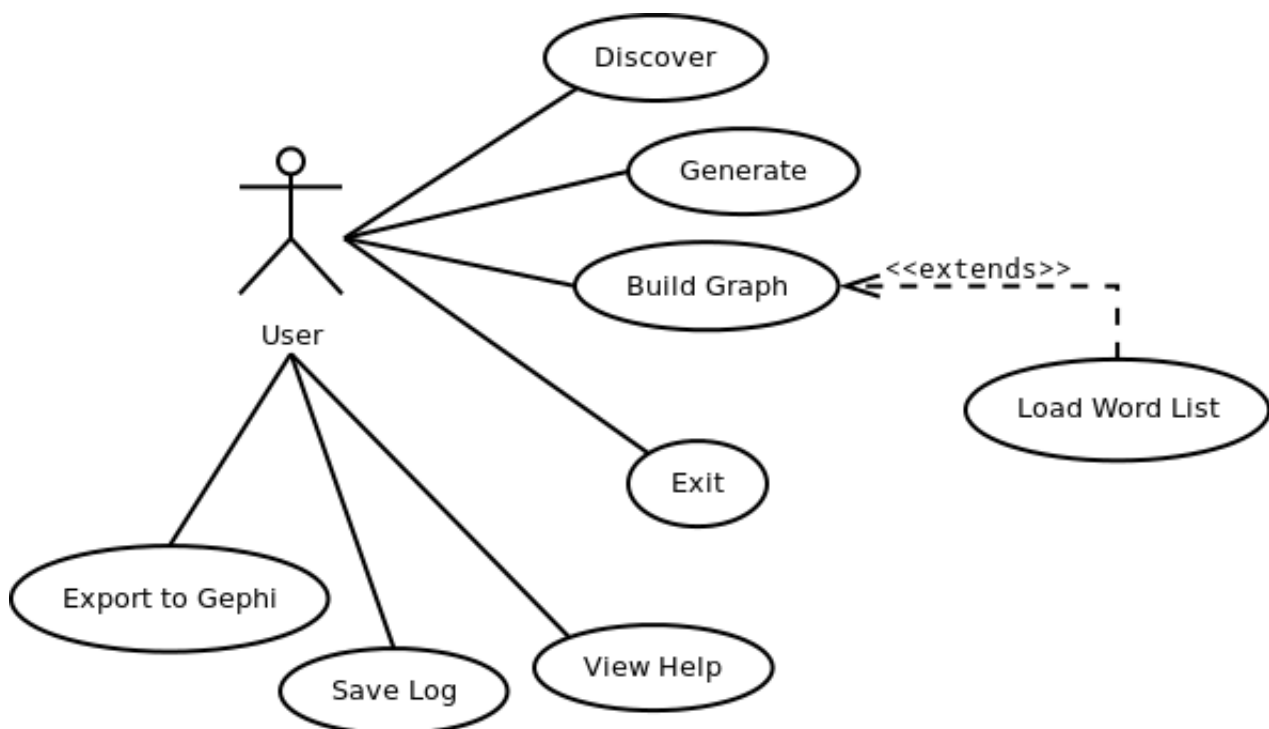 Discover
Generate
<<extends>>
Build Graph
User
Load Word List
Exit
Export to Gephi
View Help
Save Log